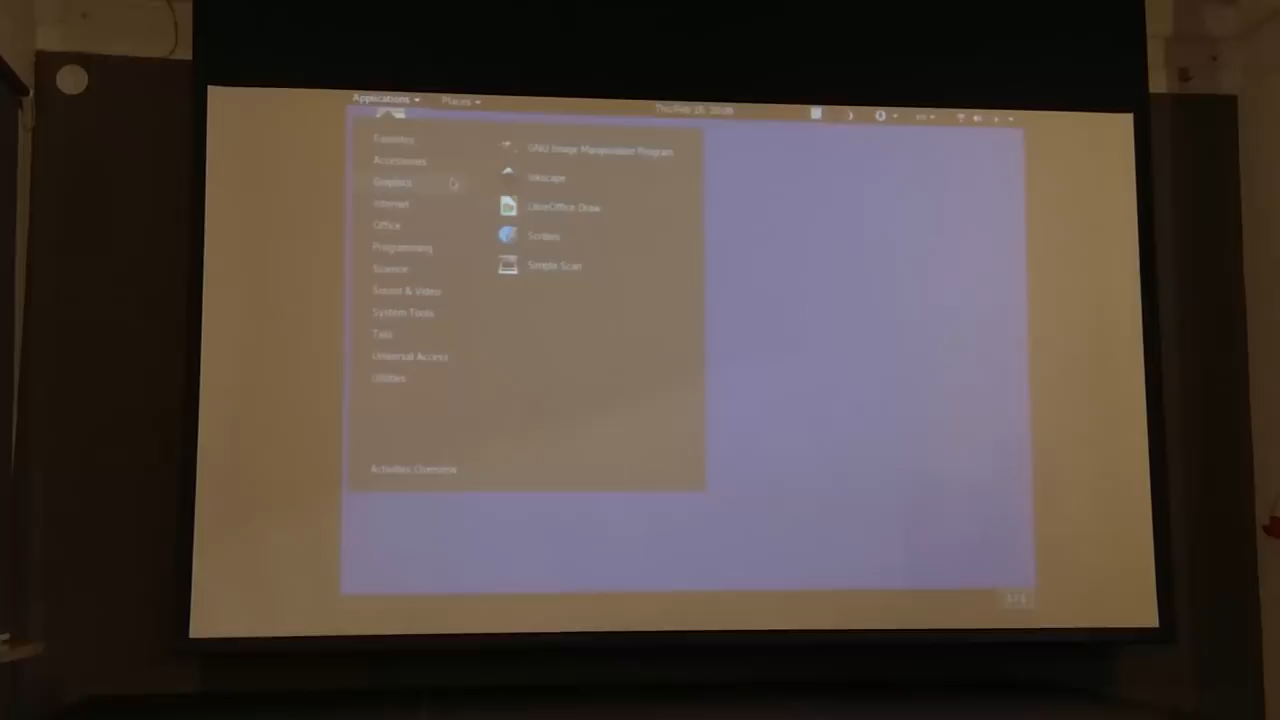 Applications Places
Favorites
Accessories
Graphics
Internet
Office
Programming
Science
Sound & Video
System Tools
Talk
Universal Access
Utilities
Activities Overview
GNU Image Manipulation Program
Inkscape
LibreOffice Draw
Scribus
Simple Scan